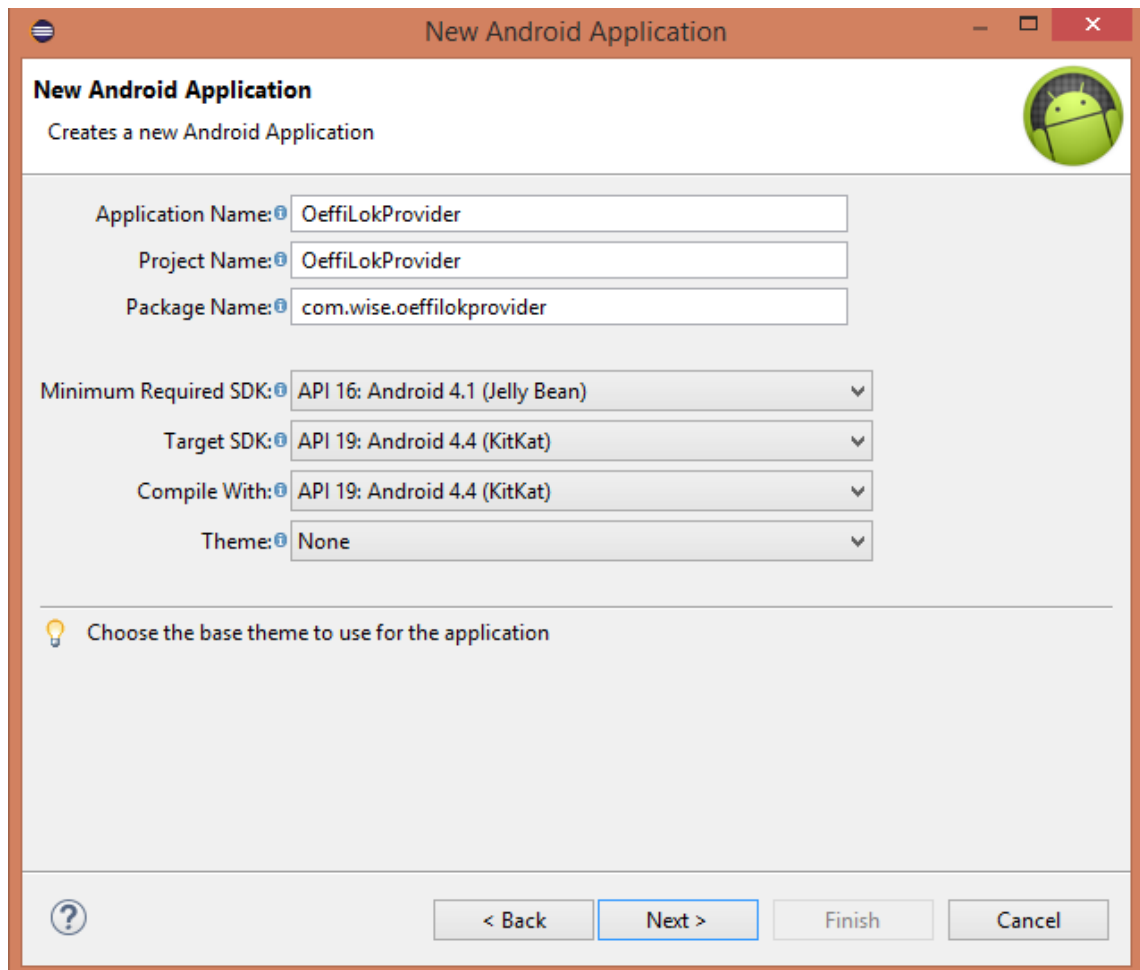 New Android Application
New Android Application
Creates a new Android Application
Application Name: OeffiLokProvider
Project Name: OeffiLokProvider
Package Name: com.wise.oeffilokprovider
Minimum Required SDK: API 16: Android 4.1 (Jelly Bean)
Target SDK: API 19: Android 4.4 (KitKat)
Compile With: API 19: Android 4.4 (KitKat)
Theme: None
Choose the base theme to use for the application
? < Back Next > Finish Cancel